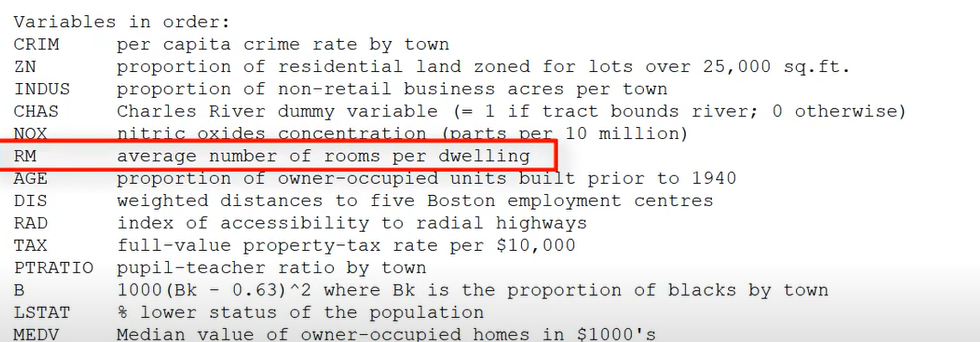 Variables in order:
CRIM per capita crime rate by town
ZN proportion of residential land zoned for lots over 25,000 sq.ft.
INDUS proportion of non-retail business acres per town
CHAS Charles River dummy variable (= 1 if tract bounds river; 0 otherwise)
NOX nitric oxides concentration (parts per 10 million)
RM average number of rooms per dwelling
AGE proportion of owner-occupied units built prior to 1940
DIS weighted distances to five Boston employment centres
RAD index of accessibility to radial highways
TAX full-value property-tax rate per $10,000
PTRATIO pupil-teacher ratio by town
B 1000(Bk - 0.63)^2 where Bk is the proportion of blacks by town
LSTAT % lower status of the population
MEDV Median value of owner-occupied homes in $1000's